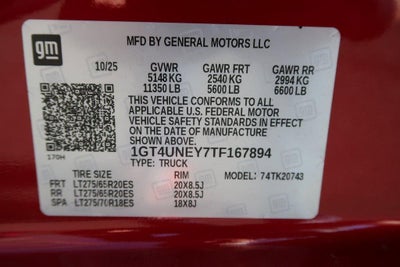 gm
MFD BY GENERAL MOTORS LLC
10/25 GVWR GAWR FRT GAWR RR
5148 KG 2540 KG 2994 KG
11350 LB 5600 LB 6600 LB
THIS VEHICLE CONFORMS TO ALL
APPLICABLE U.S. FEDERAL MOTOR
VEHICLE SAFETY STANDARDS IN
EFFECT ON THE DATE OF MANUFACTURE
SHOWN ABOVE.
170H 1GT4UNEY7TF167894
TYPE: TRUCK
TIRE SIZE RIM MODEL: 74TK20743
FRT LT275/65R20ES 20X8.5J
RR LT275/65R20ES 20X8.5J
SPA LT275/70R18ES 18X8J